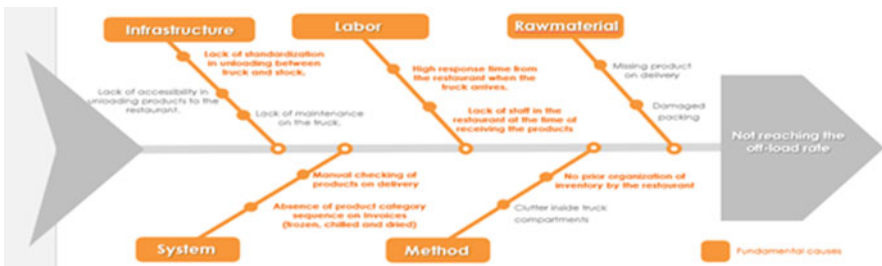 Infrastructure
Labor
Rawmaterial
Lack of standardization
in unloading between
truck and stock.
High response time from
the restaurant when the
truck arrives.
Missing product
on delivery
Lack of accessibility in
unloading products to the
restaurant.
Lack of maintenance
on the truck.
Lack of staff in the
restaurant at the time of
receiving the products
Damaged
packing
Not reaching the
off-load rate
Manual checking of
products on delivery
No prior organization of
inventory by the restaurant
Absence of product category
sequence on Invoices
(frozen, chilled and dried)
Clutter inside truck
compartments
System
Method
Fundamental causes